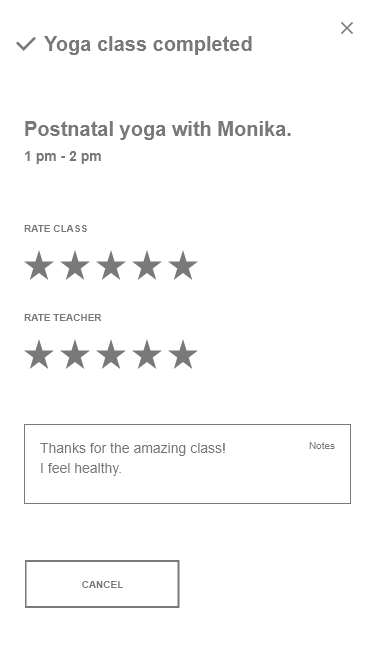 Yoga class completed
Postnatal yoga with Monika.
1 pm - 2 pm
RATE CLASS
RATE TEACHER
Thanks for the amazing class!
Notes
I feel healthy.
CANCEL